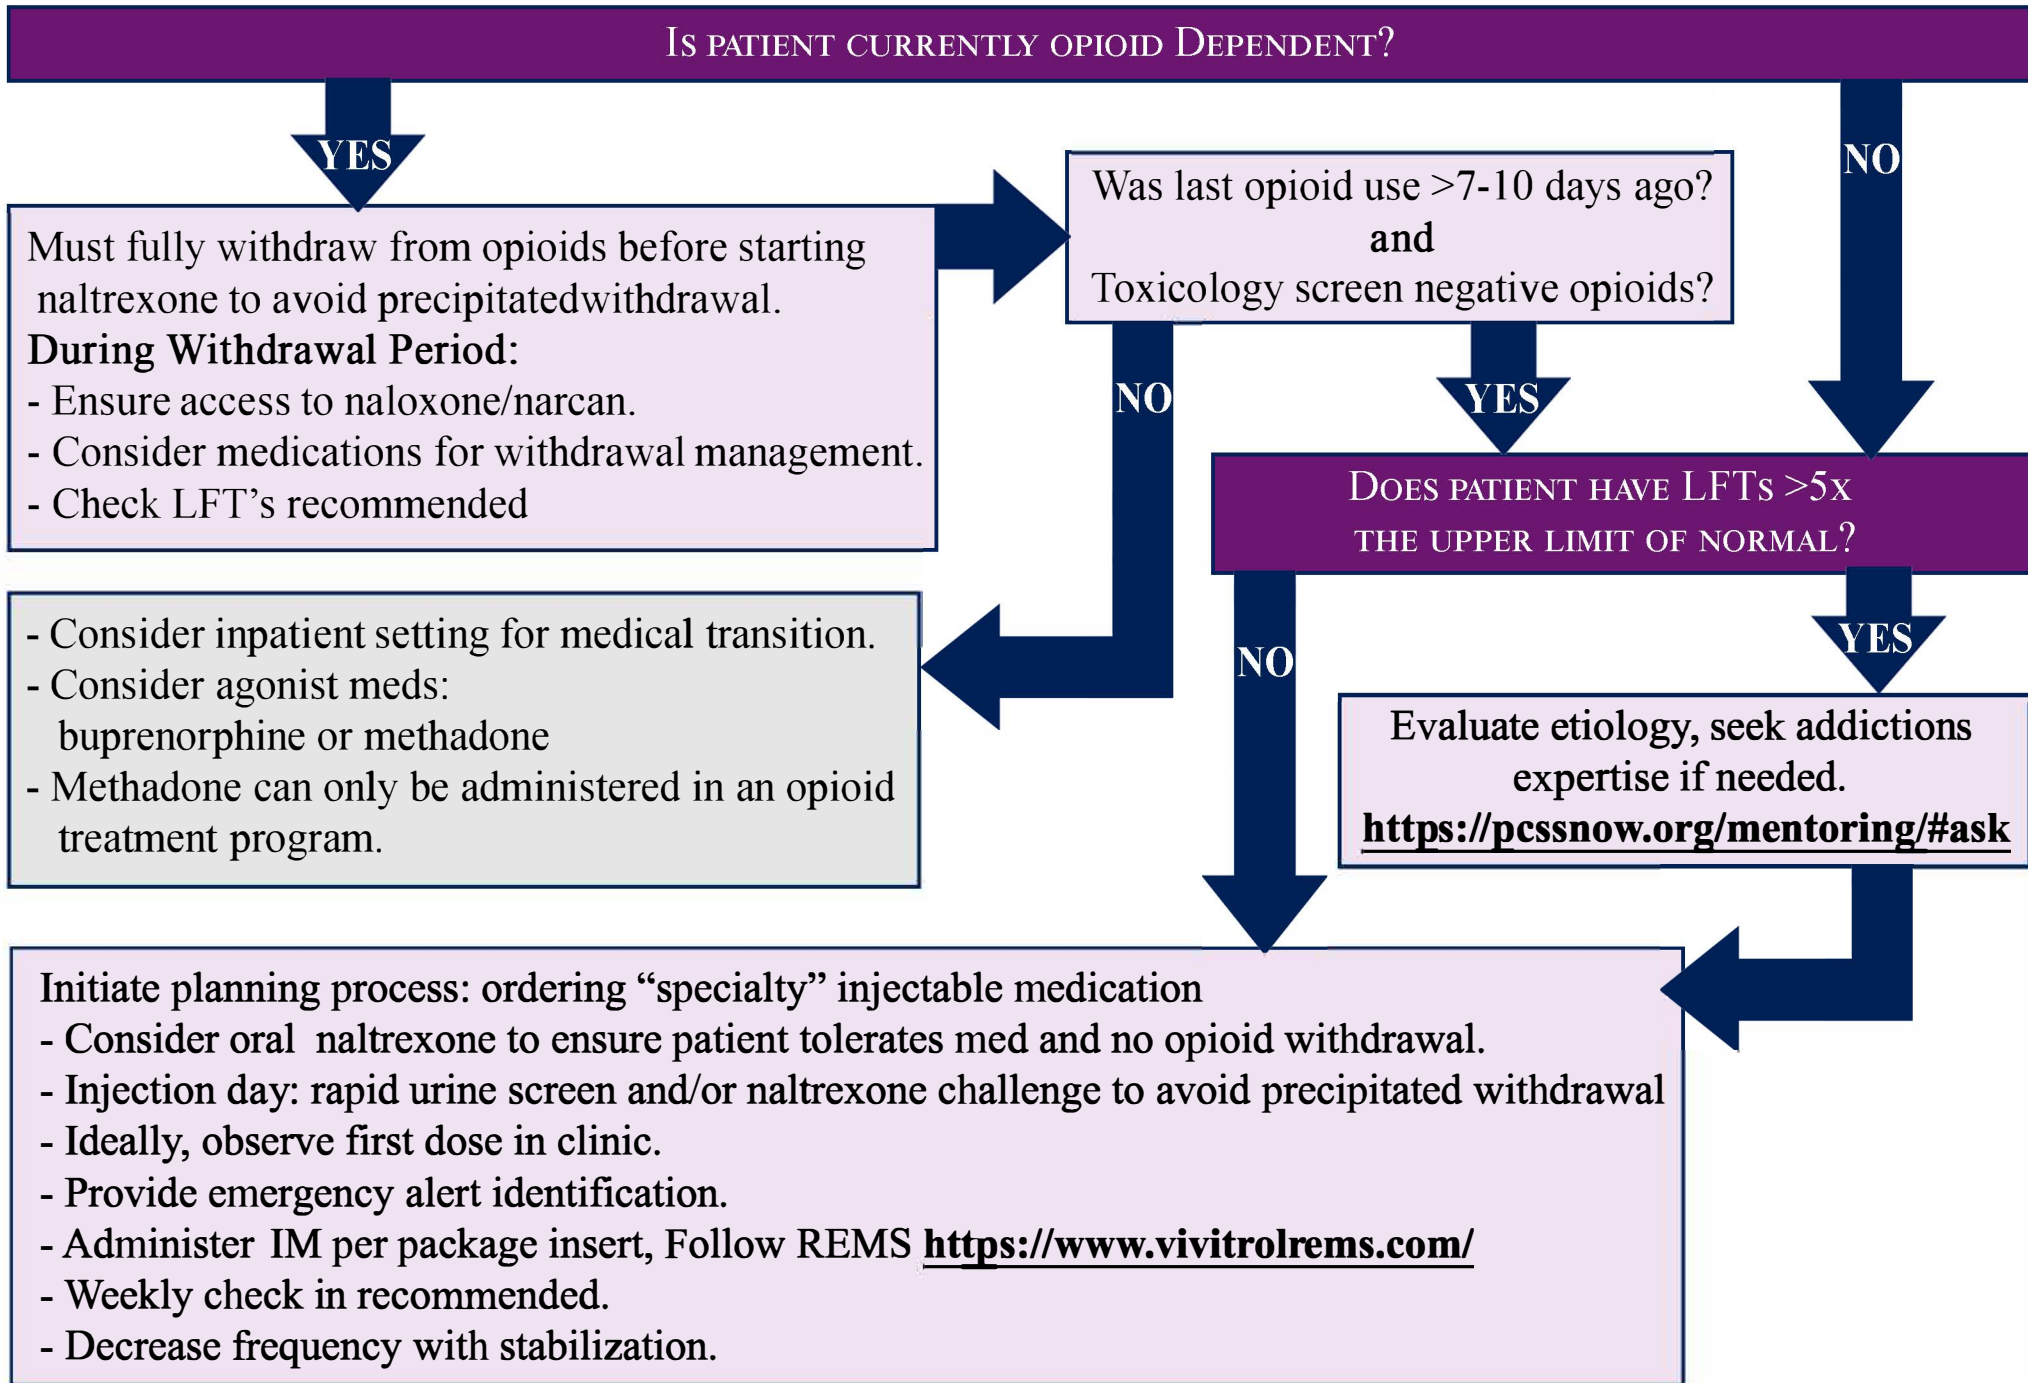 IS PATIENT CURRENTLY OPIOID DEPENDENT?
YES
NO
Must fully withdraw from opioids before starting
naltrexone to avoid precipitatedwithdrawal.
During Withdrawal Period:
- Ensure access to naloxone/narcan.
- Consider medications for withdrawal management.
- Check LFT's recommended
Was last opioid use >7-10 days ago?
and
Toxicology screen negative opioids?
NO
YES
- Consider inpatient setting for medical transition.
- Consider agonist meds:
buprenorphine or methadone
- Methadone can only be administered in an opioid
treatment program.
DOES PATIENT HAVE LFTS >5X
THE UPPER LIMIT OF NORMAL?
NO
YES
Evaluate etiology, seek addictions
expertise if needed.
https://pcssnow.org/mentoring/#ask
Initiate planning process: ordering “specialty” injectable medication
- Consider oral naltrexone to ensure patient tolerates med and no opioid withdrawal.
- Injection day: rapid urine screen and/or naltrexone challenge to avoid precipitated withdrawal
- Ideally, observe first dose in clinic.
- Provide emergency alert identification.
- Administer IM per package insert, Follow REMS https://www.vivitrolrems.com/
- Weekly check in recommended.
- Decrease frequency with stabilization.